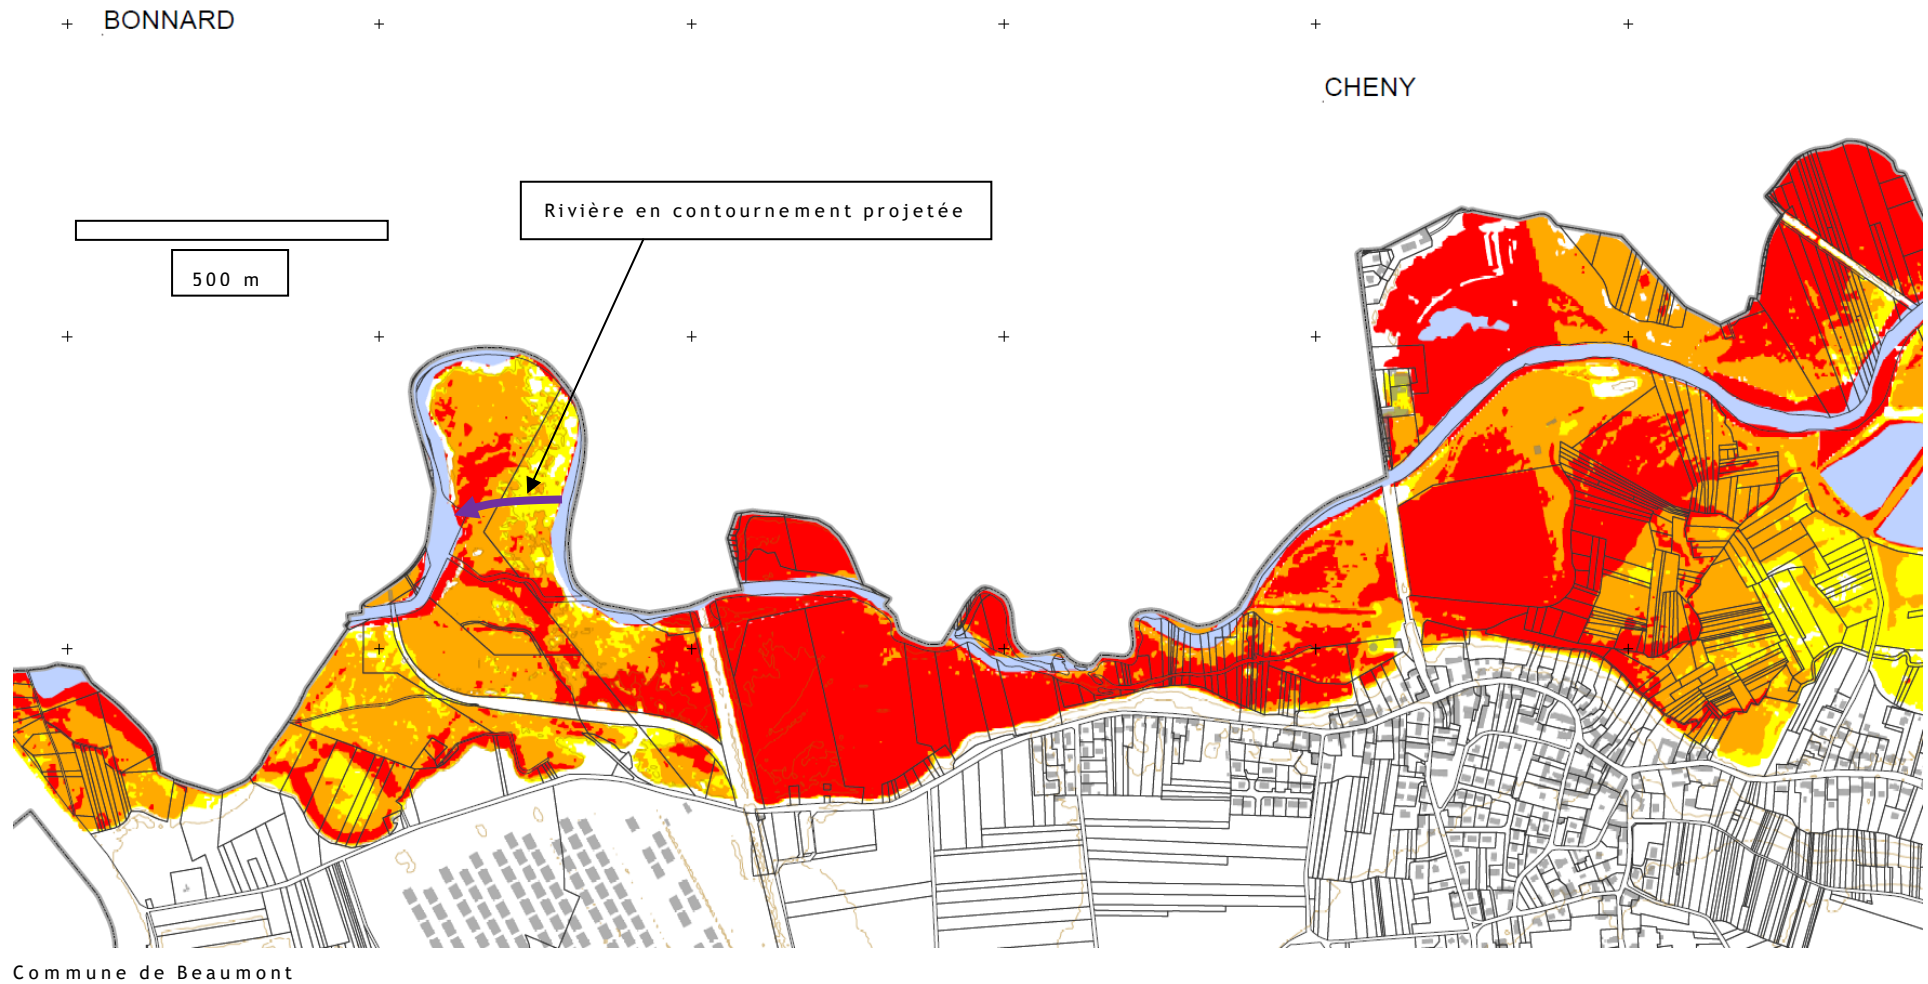 BONNARD
CHENY
Rivière en contournement projetée
500 m
Commune de Beaumont